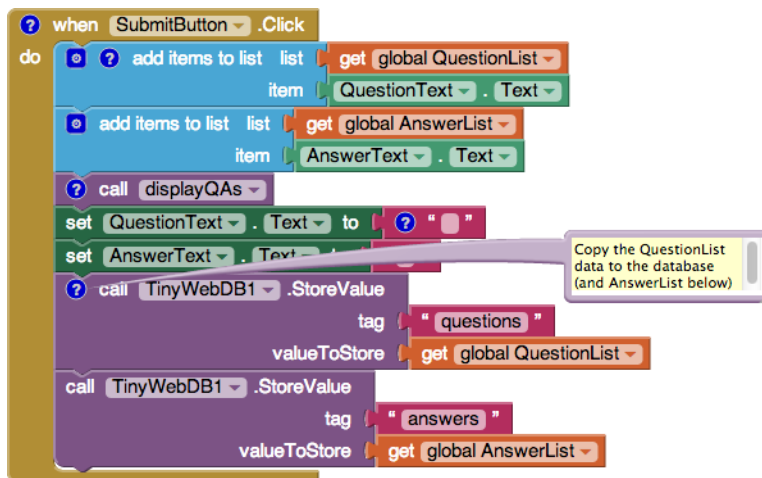 ? when SubmitButton .Click
do ? add items to list list get global QuestionList
item QuestionText . Text
add items to list list get global AnswerList
item AnswerText . Text
? call displayQAs
set QuestionText . Text to ? “ ”
set AnswerText . Text
Copy the QuestionList
data to the database
(and AnswerList below)
? call TinyWebDB1 .StoreValue
tag “ questions ”
valueToStore get global QuestionList
call TinyWebDB1 .StoreValue
tag “ answers ”
valueToStore get global AnswerList